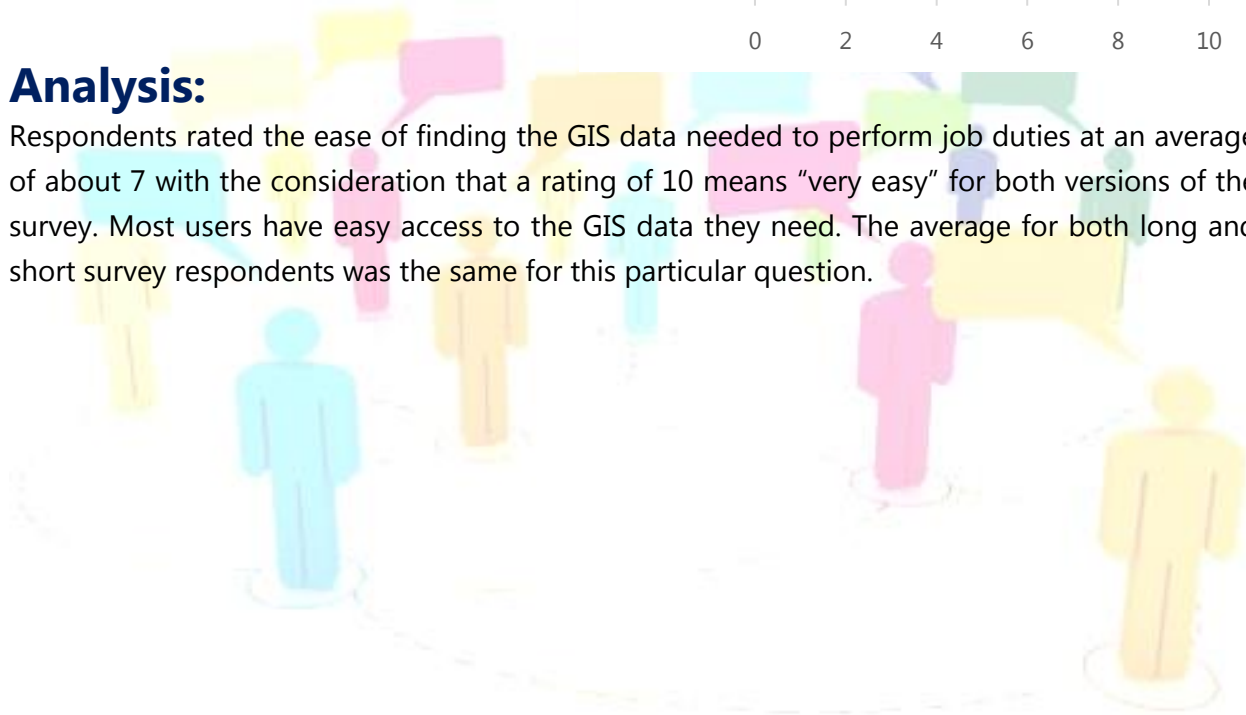 0 2 4 6 8 10
Analysis:
Respondents rated the ease of finding the GIS data needed to perform job duties at an average
of about 7 with the consideration that a rating of 10 means “very easy” for both versions of the
survey. Most users have easy access to the GIS data they need. The average for both long and
short survey respondents was the same for this particular question.